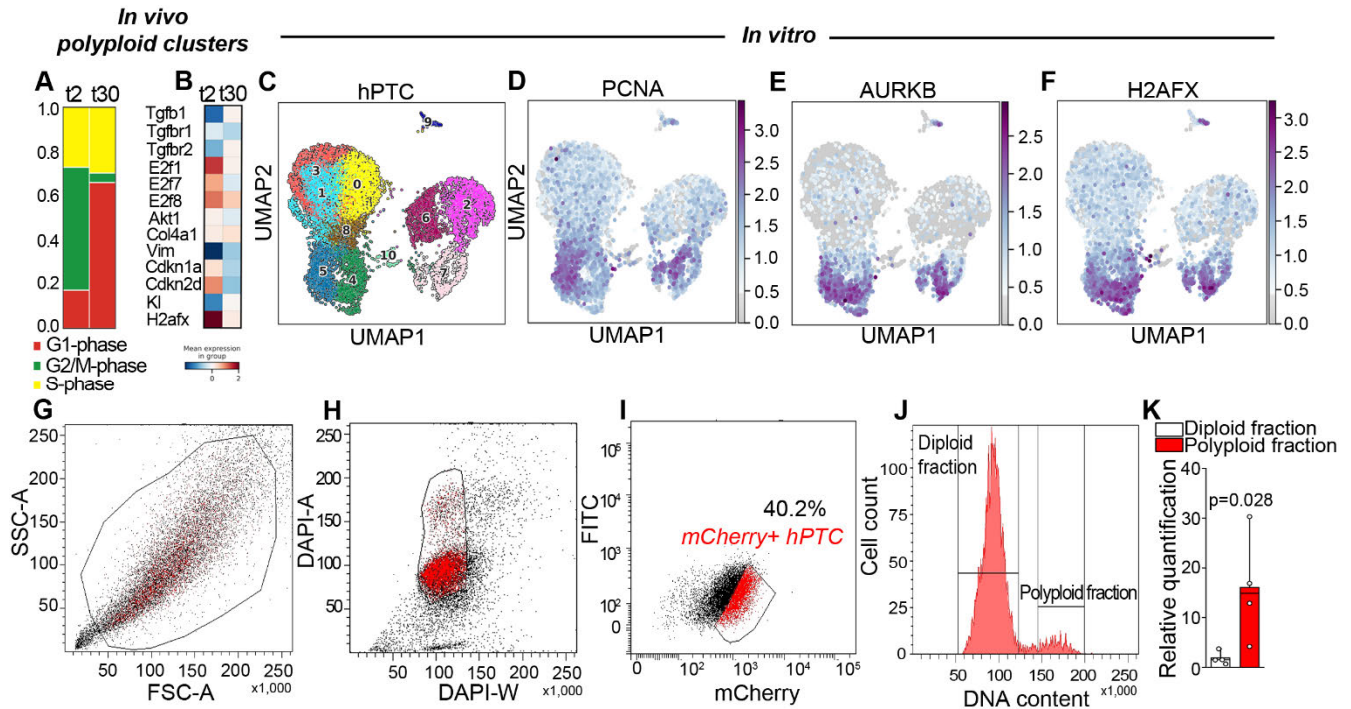 In vivo
polyploid clusters
In vitro
A
t2 t30
1.0
0.8
0.6
0.4
0.2
0.0
G1-phase
G2/M-phase
S-phase
B
t2 t30
Tgfb1
Tgfbr1
Tgfbr2
E2f1
E2f7
E2f8
Akt1
Col4a1
Vim
Cdkn1a
Cdkn2d
Kl
H2afx
Mean expression
in group
0 2
C
hPTC
UMAP2
UMAP1
9
3
1
0
8
6
2
10
5
4
7
D
PCNA
UMAP2
UMAP1
3.0
2.5
2.0
1.5
1.0
0.5
0.0
E
AURKB
UMAP1
2.5
2.0
1.5
1.0
0.5
0.0
F
H2AFX
UMAP1
3.0
2.5
2.0
1.5
1.0
0.5
0.0
G
SSC-A
250
200
150
100
50
50 100 150 200 250
x1,000
FSC-A
H
DAPI-A
250
200
150
100
50
50 100 150 200 250
x1,000
DAPI-W
I
FITC
10^5
10^4
10^3
10^2
0
40.2%
mCherry+ hPTC
0 10^2 10^3 10^4 10^5
mCherry
J
Cell count
125
100
75
50
25
0
Diploid
fraction
Polyploid fraction
50 100 150 200 250
x1,000
DNA content
K
Diploid fraction
Polyploid fraction
Relative quantification
40
30
20
10
0
p=0.028